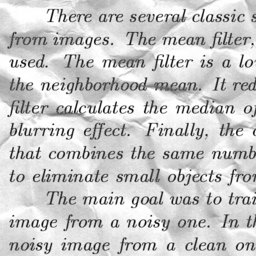 There are several classic s
from images. The mean filter,
used. The mean filter is a lo
the neighborhood mean. It red
filter calculates the median of
blurring effect. Finally, the o
that combines the same numb
to eliminate small objects from
The main goal was to trai
image from a noisy one. In th
noisy image from a clean on